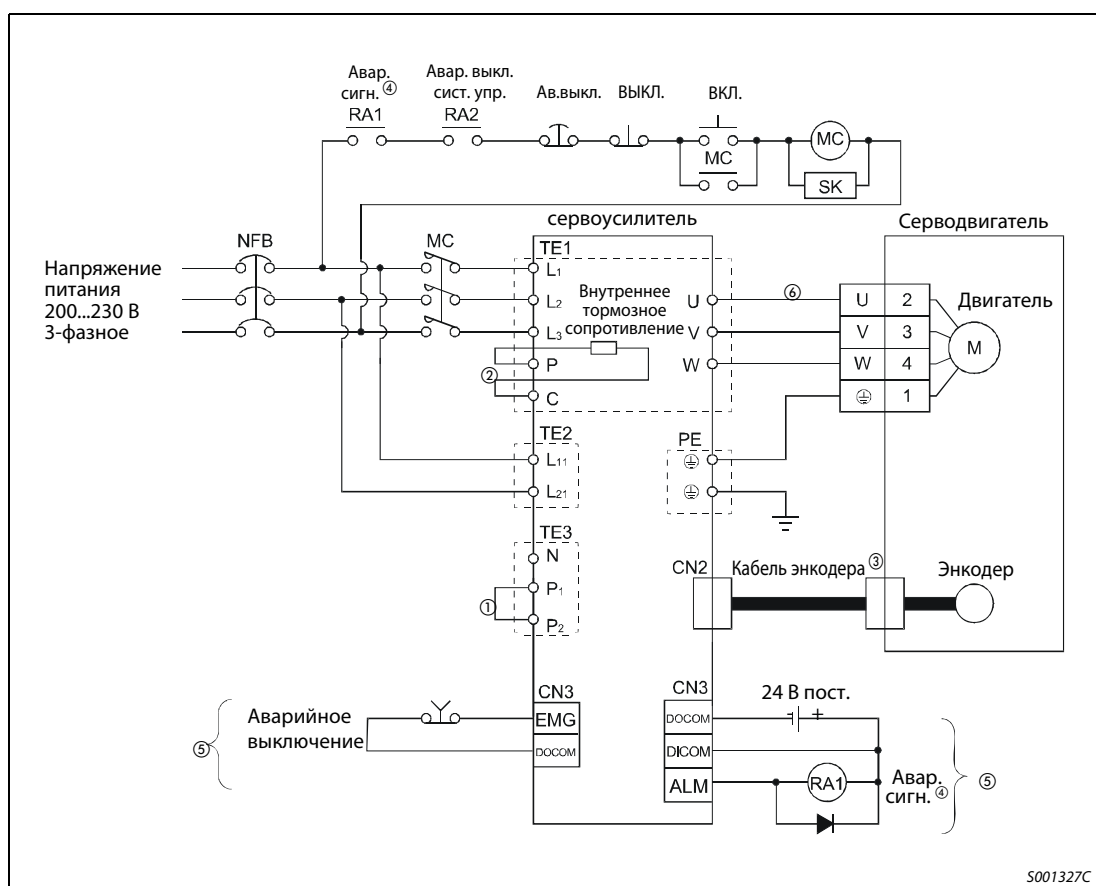 Авар.
сигн. ④
RA1
Авар. выкл.
сист. упр.
RA2
Ав.выкл.
ВЫКЛ.
ВКЛ.
MC
MC
SK
сервоусилитель
Серводвигатель
Напряжение
питания
200...230 В
3-фазное
NFB
MC
TE1
L1
L2
L3
P
C
②
Внутреннее
тормозное
сопротивление
U
V
W
⑥
U 2
V 3
W 4
1
Двигатель
M
TE2
L11
L21
PE
TE3
N
P1
P2
①
CN2
Кабель энкодера ③
Энкодер
⑤
Аварийное
выключение
CN3
EMG
DOCOM
CN3
DOCOM
DICOM
ALM
24 В пост.
+
RA1
Авар.
сигн. ④
⑤
S001327C